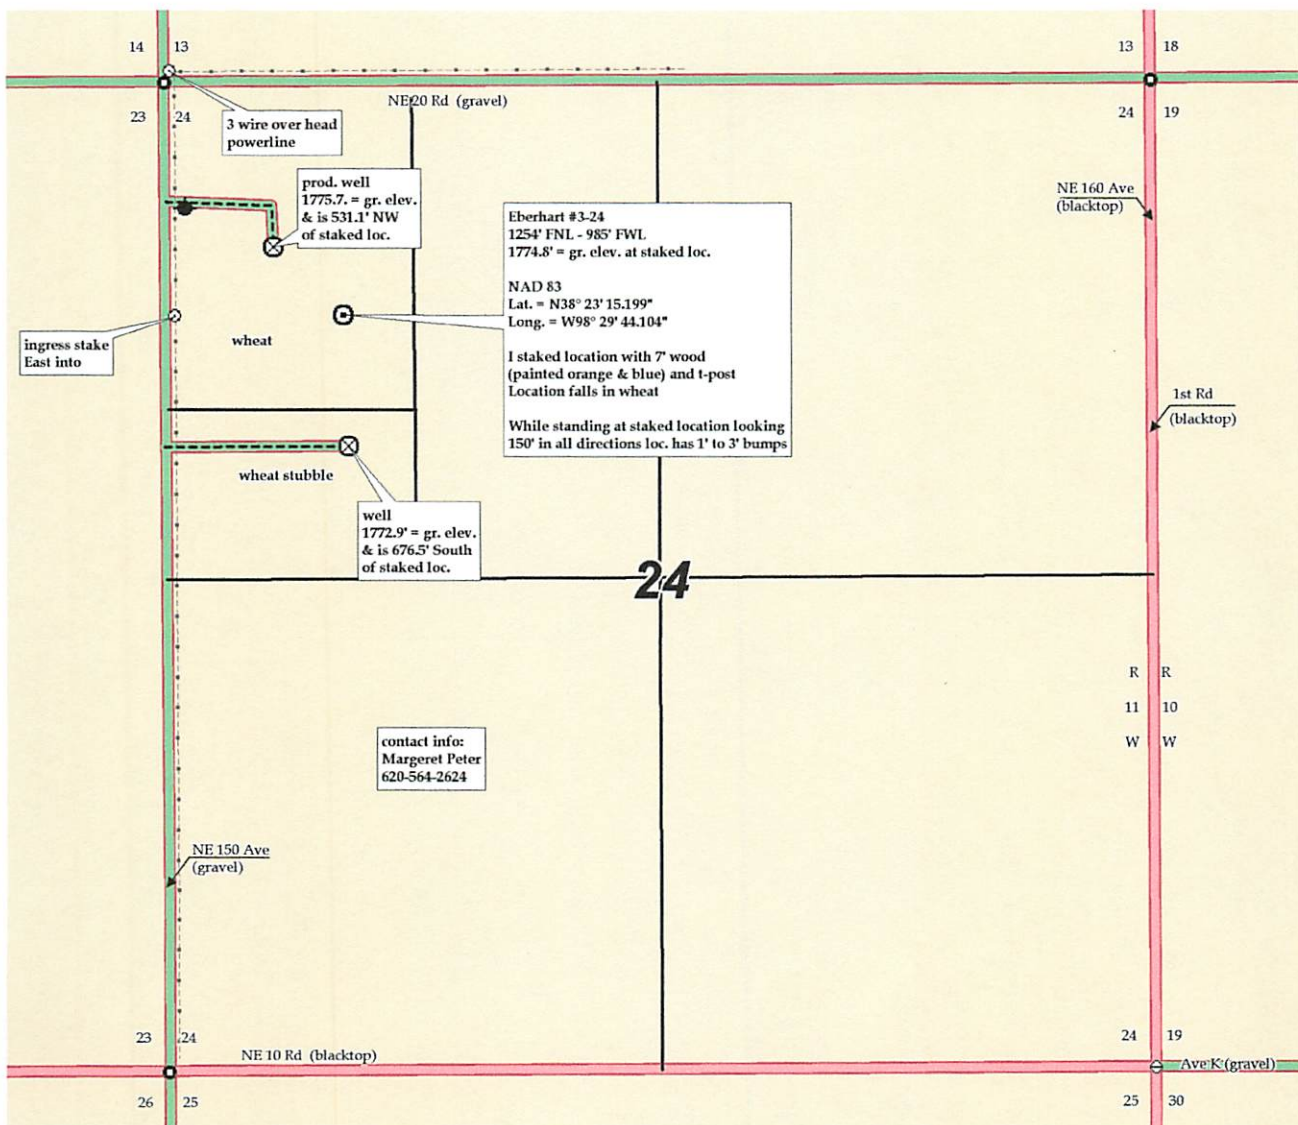 14 13
13 18
NE 20 Rd (gravel)
23 24
24 19
3 wire over head
powerline
prod. well
1775.7. = gr. elev.
& is 531.1' NW
of staked loc.
NE 160 Ave
(blacktop)
Eberhart #3-24
1254' FNL - 985' FWL
1774.8' = gr. elev. at staked loc.
NAD 83
Lat. = N38° 23' 15.199"
Long. = W98° 29' 44.104"
I staked location with 7' wood
(painted orange & blue) and t-post
Location falls in wheat
While standing at staked location looking
150' in all directions loc. has 1' to 3' bumps
ingress stake
East into
wheat
1st Rd
(blacktop)
wheat stubble
well
1772.9' = gr. elev.
& is 676.5' South
of staked loc.
24
R R
11 10
W W
contact info:
Margeret Peter
620-564-2624
NE 150 Ave
(gravel)
23 24
24 19
NE 10 Rd (blacktop)
Ave K (gravel)
26 25
25 30